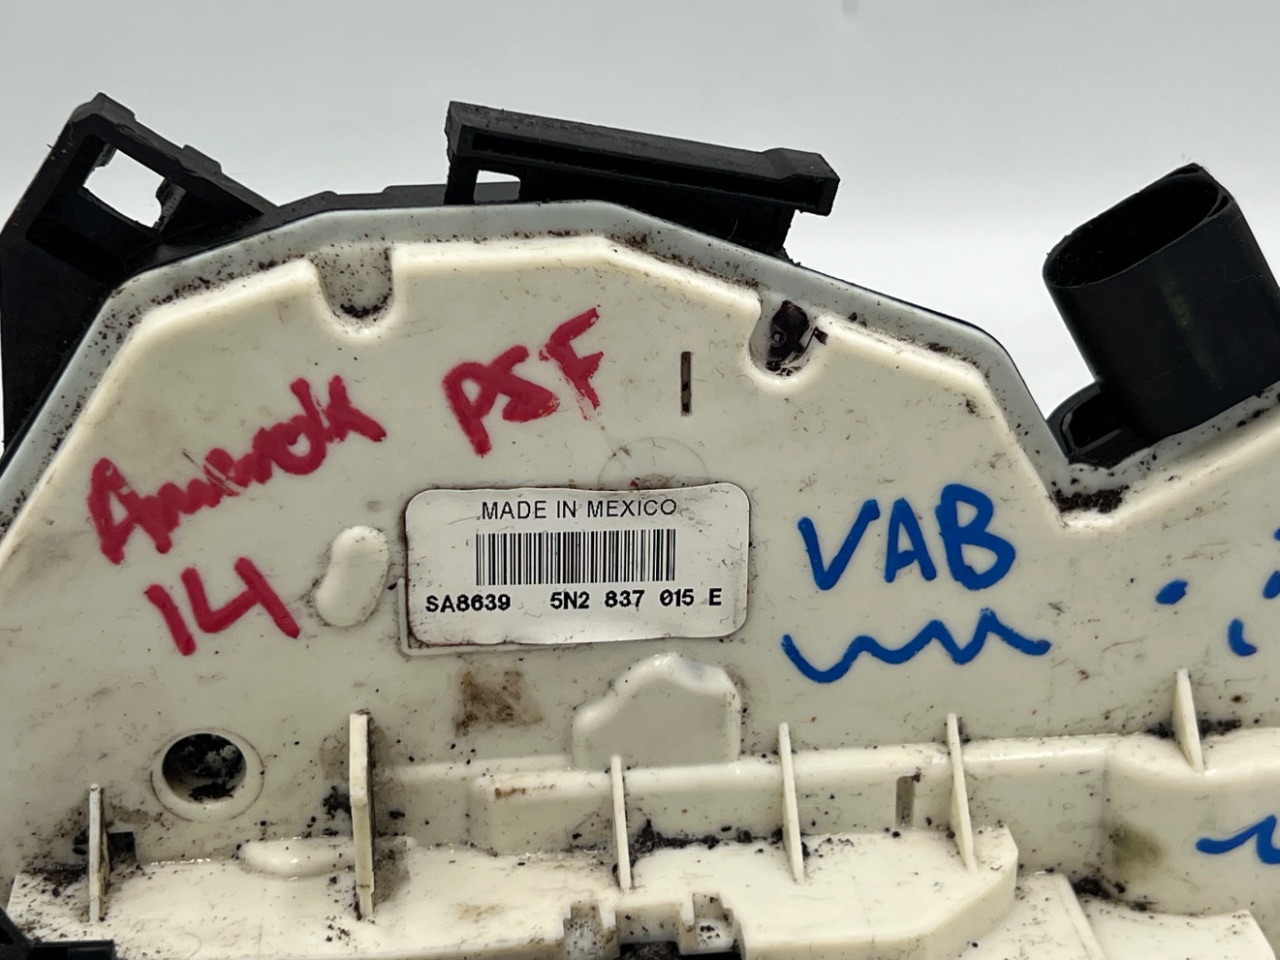 Amarok PSF
14
MADE IN MEXICO
SA8639 5N2 837 015 E
VAB